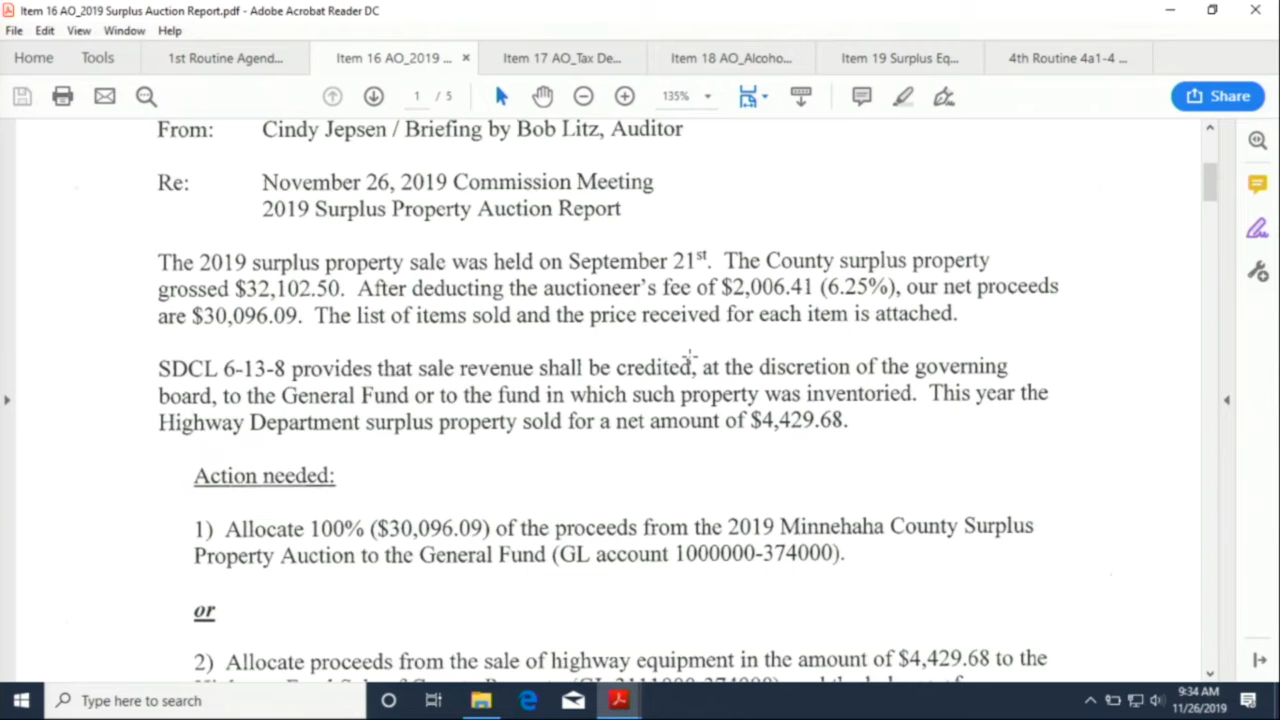 Item 16 AO_2019 Surplus Auction Report.pdf - Adobe Acrobat Reader DC
File Edit View Window Help
Home Tools 1st Routine Agend... Item 16 AO_2019 ... × Item 17 AO_Tax De... Item 18 AO_Alcoho... Item 19 Surplus Eq... 4th Routine 4a1-4 ...
1 / 5 135% Share
From: Cindy Jepsen / Briefing by Bob Litz, Auditor
Re: November 26, 2019 Commission Meeting
2019 Surplus Property Auction Report
The 2019 surplus property sale was held on September 21st. The County surplus property
grossed $32,102.50. After deducting the auctioneer's fee of $2,006.41 (6.25%), our net proceeds
are $30,096.09. The list of items sold and the price received for each item is attached.
SDCL 6-13-8 provides that sale revenue shall be credited, at the discretion of the governing
board, to the General Fund or to the fund in which such property was inventoried. This year the
Highway Department surplus property sold for a net amount of $4,429.68.
Action needed:
1) Allocate 100% ($30,096.09) of the proceeds from the 2019 Minnehaha County Surplus
Property Auction to the General Fund (GL account 1000000-374000).
or
2) Allocate proceeds from the sale of highway equipment in the amount of $4,429.68 to the
Type here to search
9:34 AM
11/26/2019